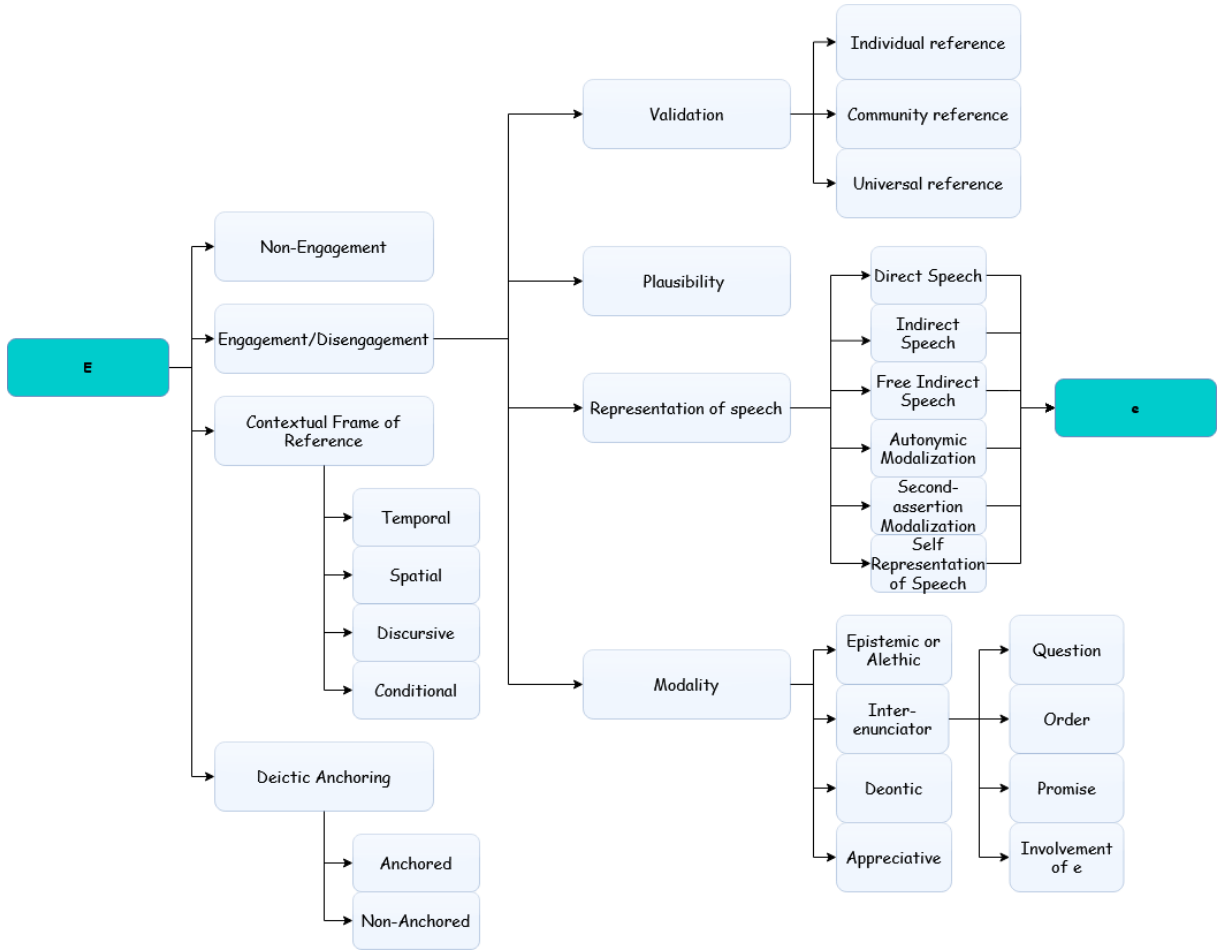 E
Non-Engagement
Engagement/Disengagement
Contextual Frame of
Reference
Temporal
Spatial
Discursive
Conditional
Deictic Anchoring
Anchored
Non-Anchored
Validation
Individual reference
Community reference
Universal reference
Plausibility
Representation of speech
Direct Speech
Indirect
Speech
Free Indirect
Speech
Autonymic
Modalization
Second-
assertion
Modalization
Self
Representation
of Speech
e
Modality
Epistemic or
Alethic
Inter-
enunciator
Deontic
Appreciative
Question
Order
Promise
Involvement
of e